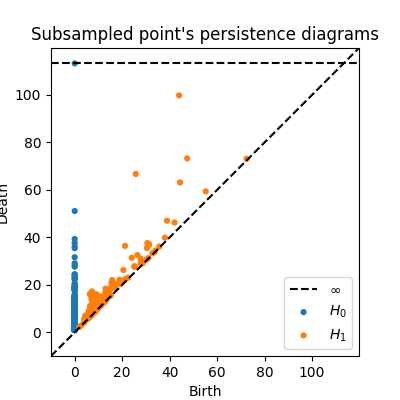 Subsampled point's persistence diagrams
100
80
60
40
20
0
Death
0 20 40 60 80 100
Birth
∞
H₀
H₁